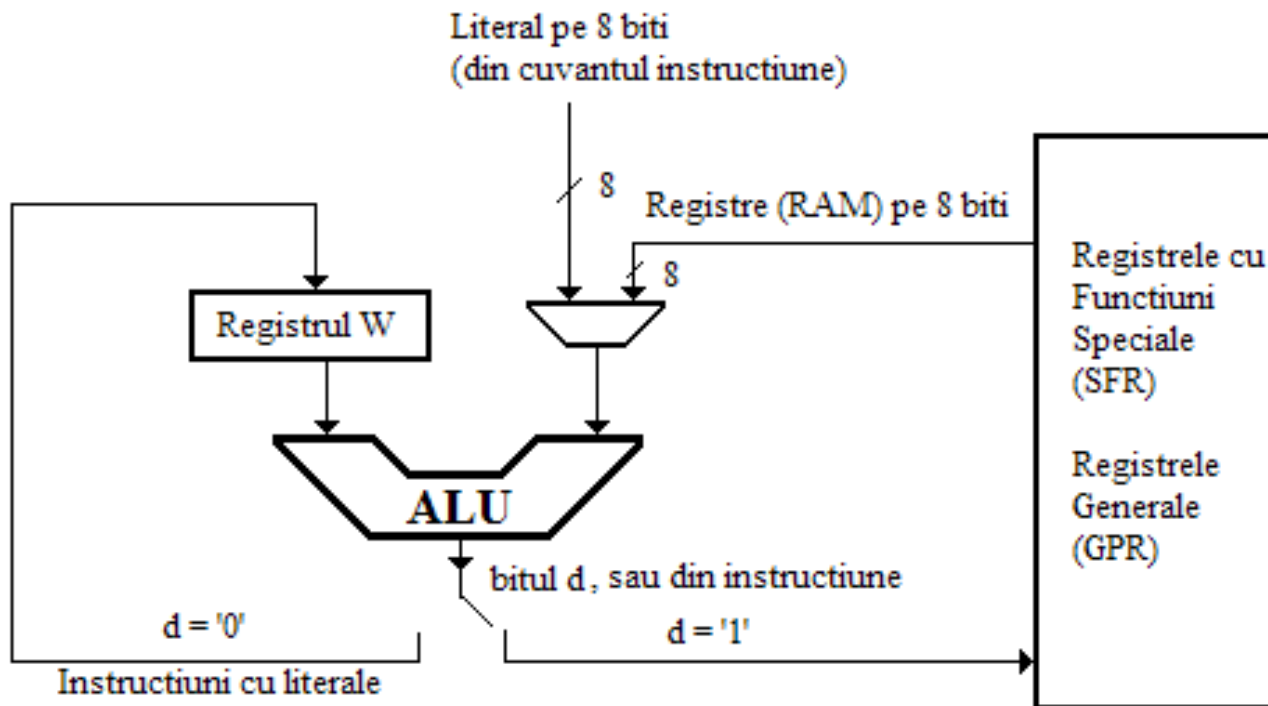 Literal pe 8 biti
(din cuvantul instructiune)
8
Registre (RAM) pe 8 biti
8
Registrul W
Registrele cu
Functiuni
Speciale
(SFR)
Registrele
Generale
(GPR)
ALU
bitul d, sau din instructiune
d = '0'
d = '1'
Instructiuni cu literale